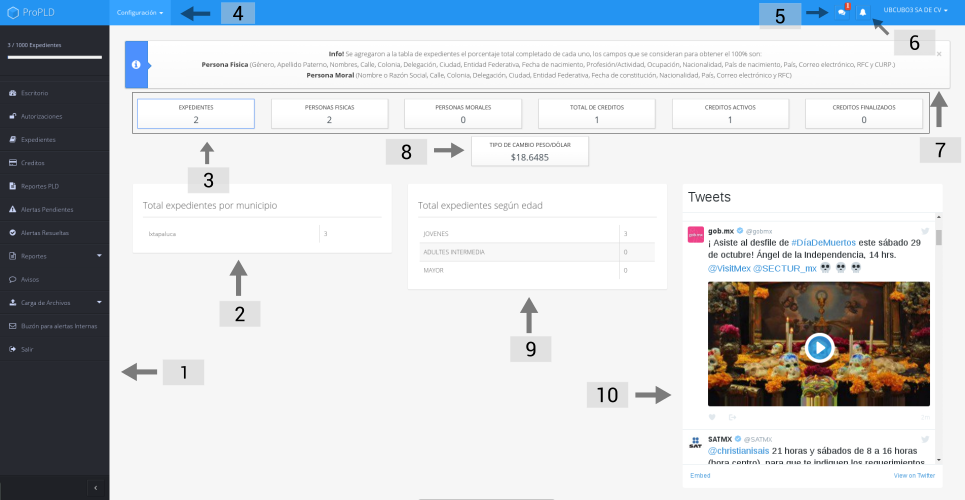 ProPLD
Configuración
4
5
1
UBCUBO3 SA DE CV
6
3 / 1000 Expedientes
Escritorio
Autorizaciones
Expedientes
Creditos
Reportes PLD
Alertas Pendientes
Alertas Resueltas
Reportes
Avisos
Carga de Archivos
Buzón para alertas Internas
Salir
Info! Se agregaron a la tabla de expedientes el porcentaje total completado de cada uno, los campos que se consideran para obtener el 100% son:
Persona Fisica (Género, Apellido Paterno, Nombres, Calle, Colonia, Delegación, Ciudad, Entidad Federativa, Fecha de nacimiento, Profesión/Actividad, Ocupación, Nacionalidad, País de nacimiento, País, Correo electrónico, RFC y CURP )
Persona Moral (Nombre o Razón Social, Calle, Colonia, Delegación, Ciudad, Entidad Federativa, Fecha de constitución, Nacionalidad, País, Correo electrónico y RFC)
EXPEDIENTES
2
PERSONAS FISICAS
2
PERSONAS MORALES
0
TOTAL DE CREDITOS
1
CREDITOS ACTIVOS
1
CREDITOS FINALIZADOS
0
7
8
TIPO DE CAMBIO PESO/DÓLAR
$18.6485
3
Total expedientes por municipio
Ixtapaluca 3
2
Total expedientes según edad
JOVENES 3
ADULTES INTERMEDIA 0
MAYOR 0
9
1
10
Tweets
gob.mx @gobmx
¡ Asiste al desfile de #DíaDeMuertos este sábado 29
de octubre! Ángel de la Independencia, 14 hrs.
@VisitMex @SECTUR_mx
SAT
SATMX @SATMX
@christianisais 21 horas y sábados de 8 a 16 horas
(hora centro), para que te indiquen los requerimientos
Embed
View on Twitter